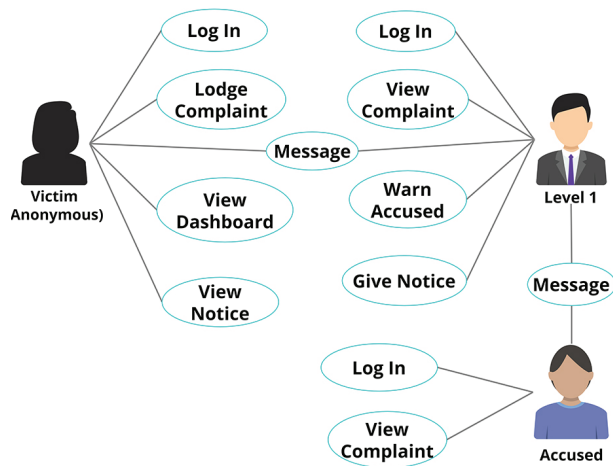 Log In
Log In
Lodge
Complaint
View
Complaint
Message
Victim
Anonymous)
View
Dashboard
Warn
Accused
Level 1
View
Notice
Give Notice
Message
Log In
View
Complaint
Accused